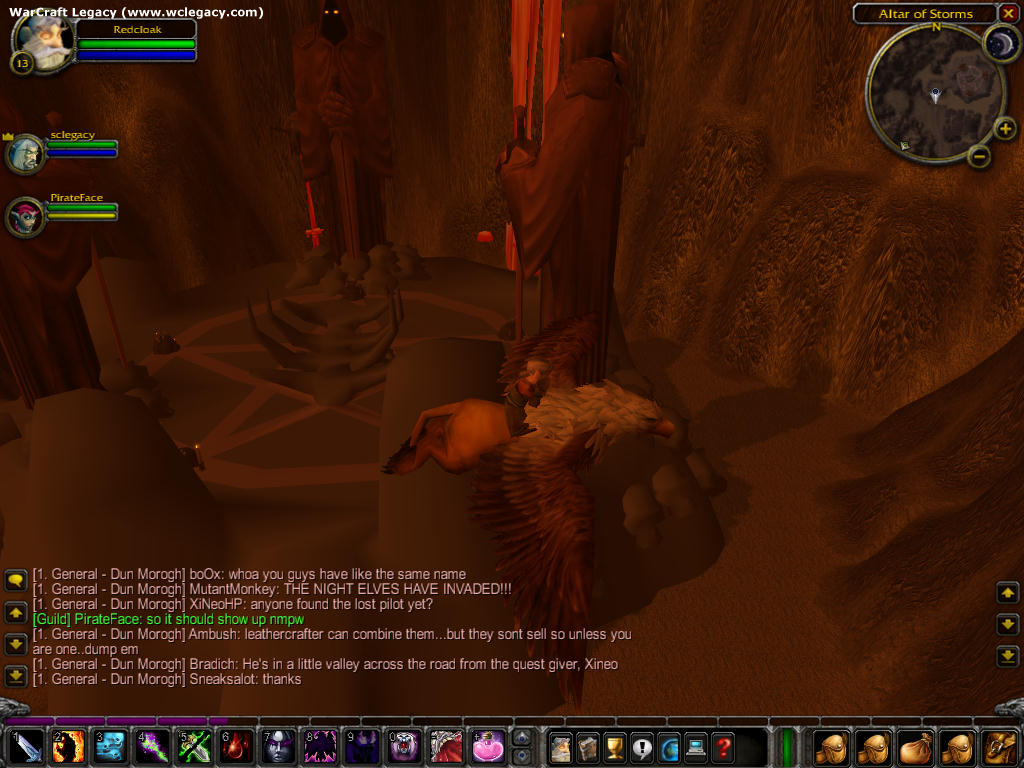 WarCraft Legacy (www.wclegacy.com)
Redcloak
Altar of Storms
N
13
sclegacy
PirateFace
[1. General - Dun Morogh] boOx: whoa you guys have like the same name
[1. General - Dun Morogh] MutantMonkey: THE NIGHT ELVES HAVE INVADED!!!
[1. General - Dun Morogh] XiNeoHP: anyone found the lost pilot yet?
[Guild] PirateFace: so it should show up nmpw
[1. General - Dun Morogh] Ambush: leathercrafter can combine them...but they sont sell so unless you
are one..dump em
[1. General - Dun Morogh] Bradich: He's in a little valley across the road from the quest giver, Xineo
[1. General - Dun Morogh] Sneaksalot: thanks
1 2 3 4 5 6 7 8 9 0 - +